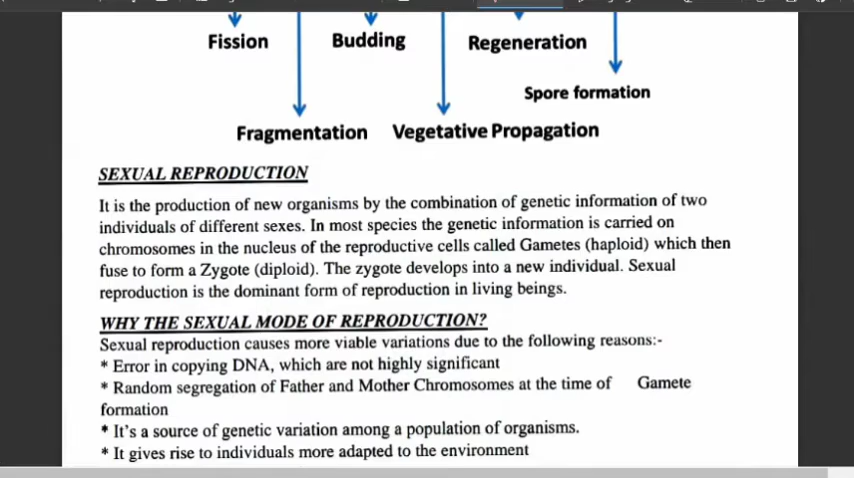 Fission Budding Regeneration
Spore formation
Fragmentation Vegetative Propagation
SEXUAL REPRODUCTION
It is the production of new organisms by the combination of genetic information of two
individuals of different sexes. In most species the genetic information is carried on
chromosomes in the nucleus of the reproductive cells called Gametes (haploid) which then
fuse to form a Zygote (diploid). The zygote develops into a new individual. Sexual
reproduction is the dominant form of reproduction in living beings.
WHY THE SEXUAL MODE OF REPRODUCTION?
Sexual reproduction causes more viable variations due to the following reasons:-
* Error in copying DNA, which are not highly significant
* Random segregation of Father and Mother Chromosomes at the time of Gamete
formation
* It's a source of genetic variation among a population of organisms.
* It gives rise to individuals more adapted to the environment